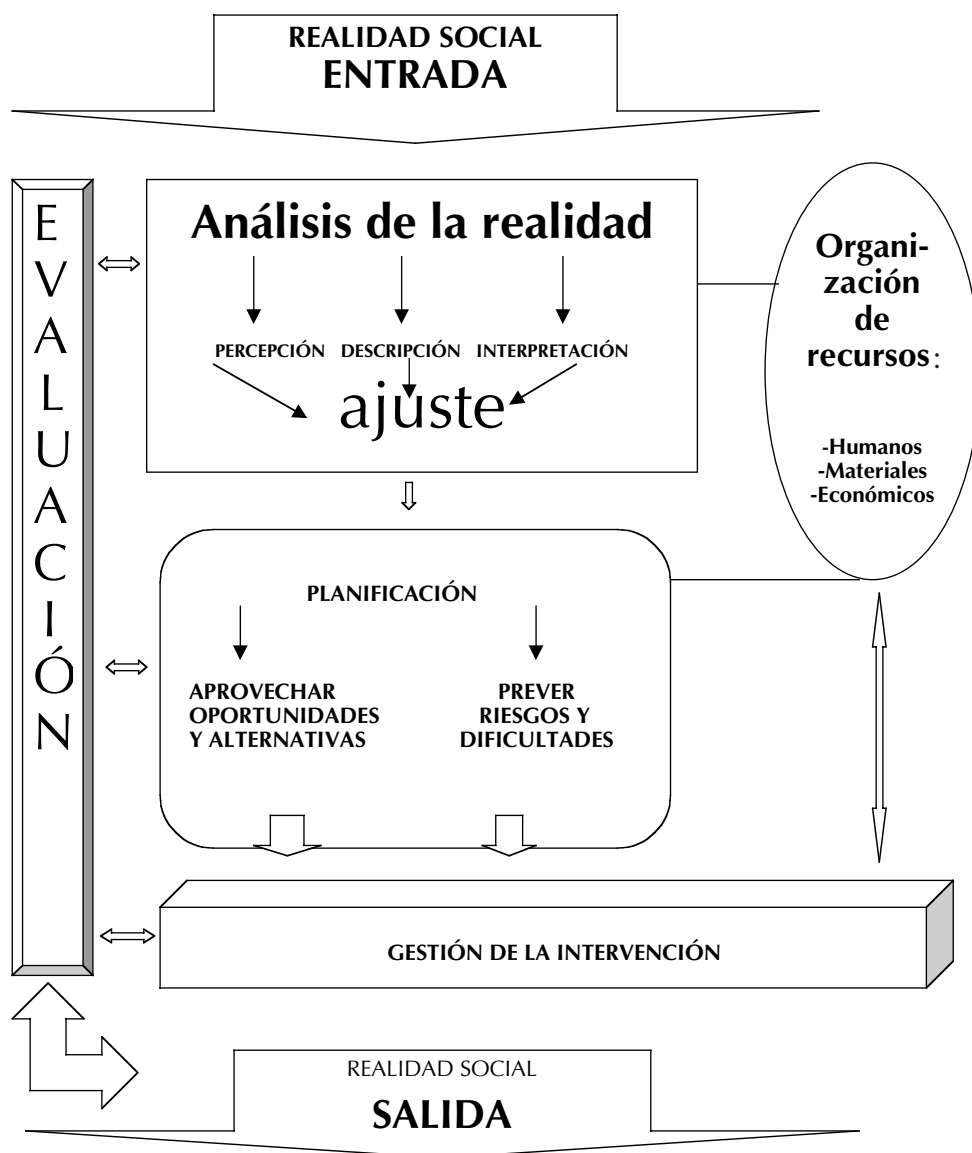 REALIDAD SOCIAL
ENTRADA
EVALUACIÓN
Análisis de la realidad
PERCEPCIÓN DESCRIPCIÓN INTERPRETACIÓN
ajuste
Organi-
zación
de
recursos:
-Humanos
-Materiales
-Económicos
PLANIFICACIÓN
APROVECHAR
OPORTUNIDADES
Y ALTERNATIVAS
PREVER
RIESGOS Y
DIFICULTADES
GESTIÓN DE LA INTERVENCIÓN
REALIDAD SOCIAL
SALIDA